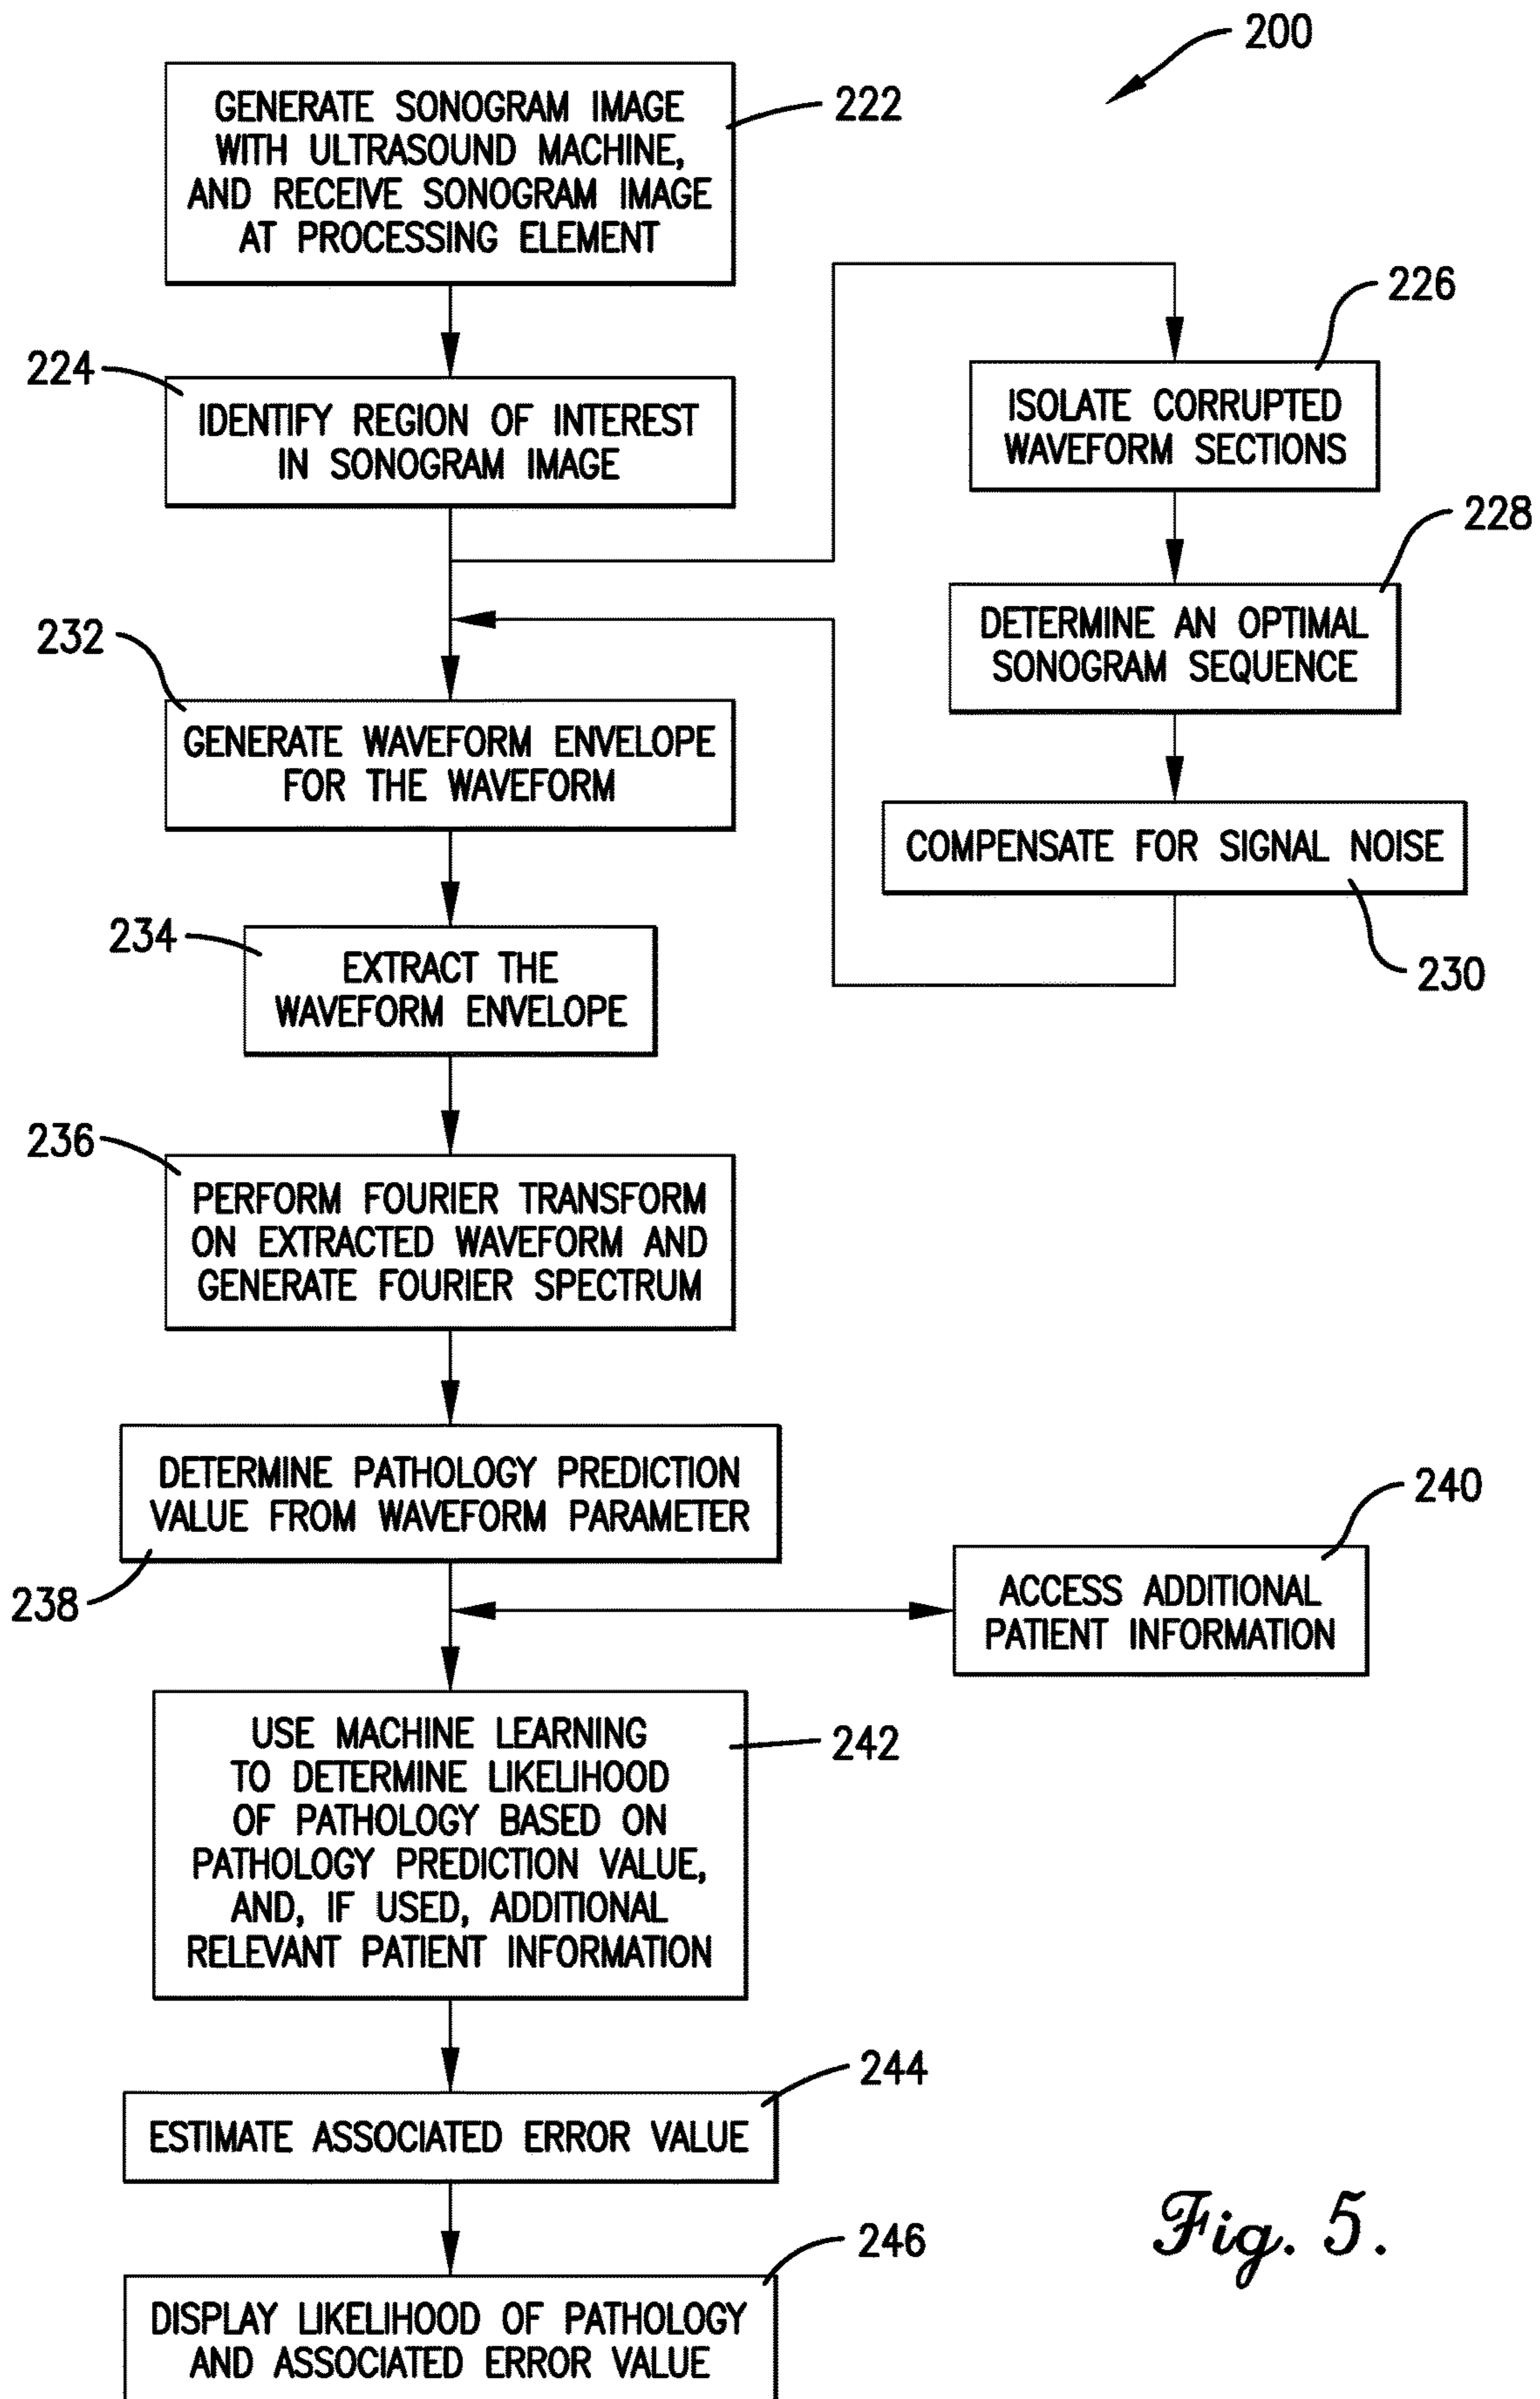 200
GENERATE SONOGRAM IMAGE
WITH ULTRASOUND MACHINE,
AND RECEIVE SONOGRAM IMAGE
AT PROCESSING ELEMENT
222
224
IDENTIFY REGION OF INTEREST
IN SONOGRAM IMAGE
226
ISOLATE CORRUPTED
WAVEFORM SECTIONS
228
DETERMINE AN OPTIMAL
SONOGRAM SEQUENCE
COMPENSATE FOR SIGNAL NOISE
230
232
GENERATE WAVEFORM ENVELOPE
FOR THE WAVEFORM
234
EXTRACT THE
WAVEFORM ENVELOPE
236
PERFORM FOURIER TRANSFORM
ON EXTRACTED WAVEFORM AND
GENERATE FOURIER SPECTRUM
DETERMINE PATHOLOGY PREDICTION
VALUE FROM WAVEFORM PARAMETER
238
240
ACCESS ADDITIONAL
PATIENT INFORMATION
USE MACHINE LEARNING
TO DETERMINE LIKELIHOOD
OF PATHOLOGY BASED ON
PATHOLOGY PREDICTION VALUE,
AND, IF USED, ADDITIONAL
RELEVANT PATIENT INFORMATION
242
244
ESTIMATE ASSOCIATED ERROR VALUE
246
DISPLAY LIKELIHOOD OF PATHOLOGY
AND ASSOCIATED ERROR VALUE
Fig. 5.